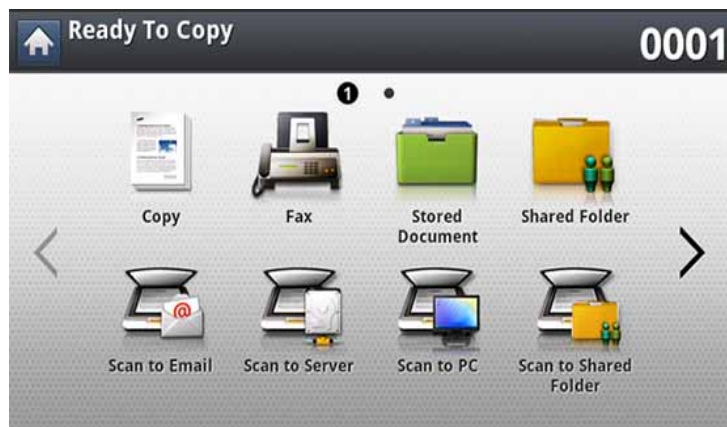 Ready To Copy
0001
1
Copy
Fax
Stored
Document
Shared Folder
@
Scan to Email
Scan to Server
Scan to PC
Scan to Shared
Folder